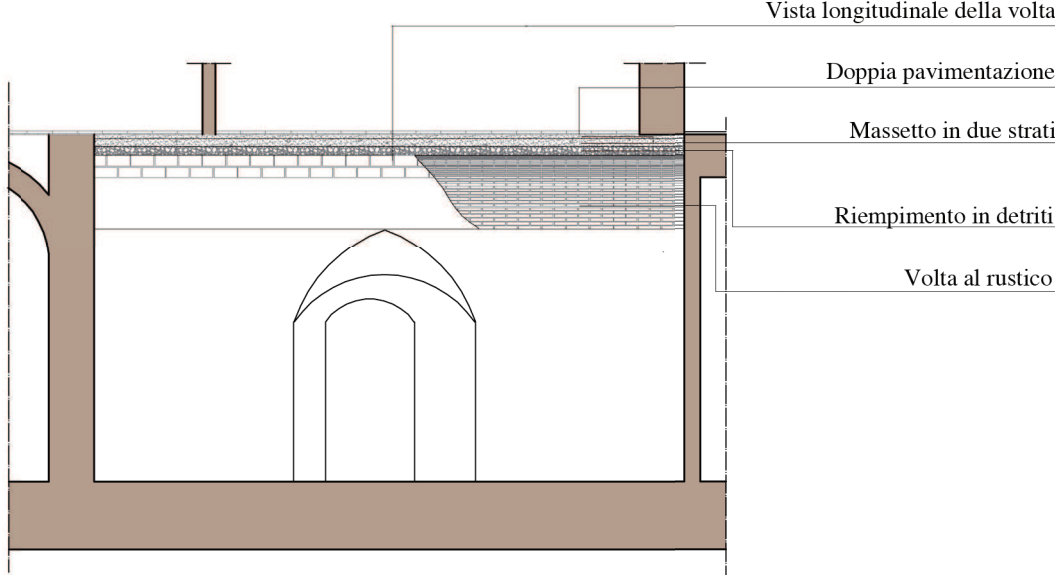 Vista longitudinale della volta
Doppia pavimentazione
Massetto in due strati
Riempimento in detriti
Volta al rustico